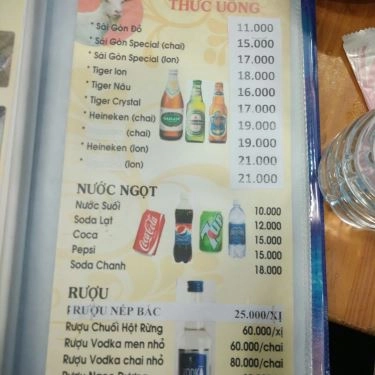 THỨC UỐNG
* Sài Gòn Đỏ 11.000
* Sài Gòn Special (chai) 15.000
* Sài Gòn Special (lon) 17.000
* Tiger lon 18.000
* Tiger Nâu 16.000
* Tiger Crystal 17.000
* Heineken (chai) 19.000
* (chai) 19.000
* Heineken (lon) 21.000
* (lon) 21.000
NƯỚC NGỌT
Nước Suối 10.000
Soda Lạt 12.000
Coca 15.000
Pepsi 15.000
Soda Chanh 18.000
Coca-Cola
RƯỢU
RƯỢU NẾP BẮC 25.000/XỊ
Rượu Chuối Hột Rừng 60.000/xị
Rượu Vodka men nhỏ 60.000/chai
Rượu Vodka chai nhỏ 80.000/chai
VODKA